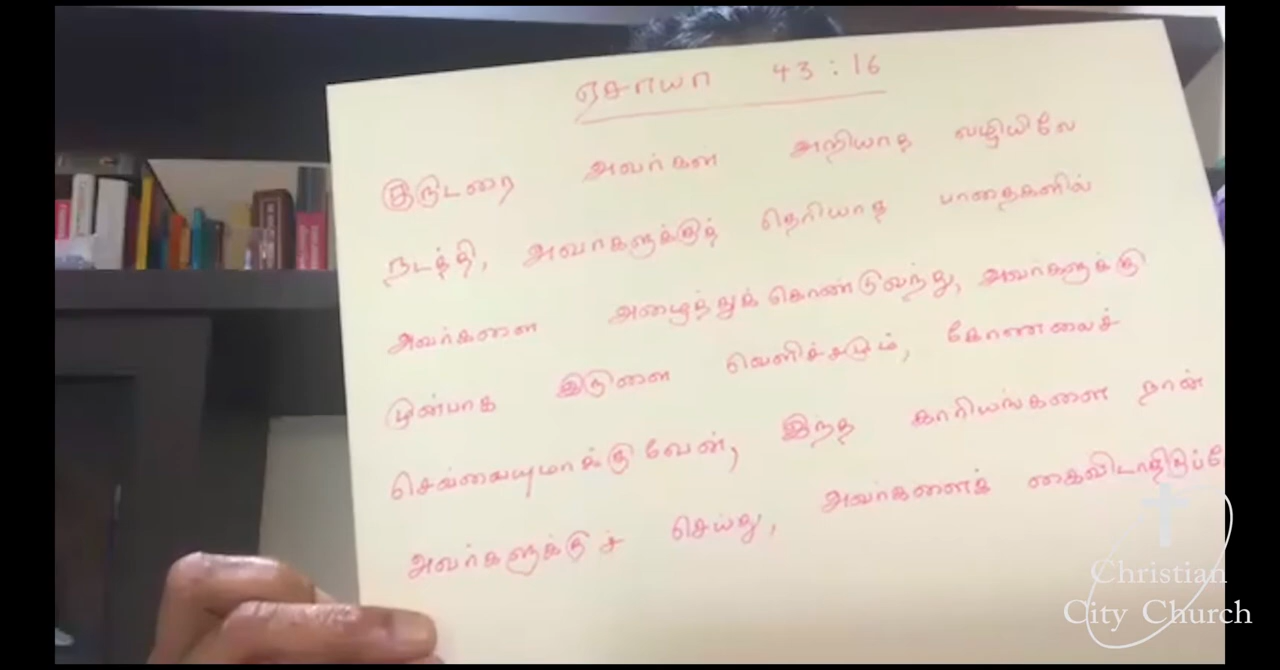 ஏசாயா 43:16
குருடரை அவர்கள் அறியாத வழியிலே
நடத்தி, அவர்களுக்குத் தெரியாத பாதைகளில்
அவர்களை அழைத்துக்கொண்டுவந்து, அவர்களுக்கு
முன்பாக இருளை வெளிச்சமும், கோணலைச்
செவ்வையுமாக்குவேன், இந்த காரியங்களை நான்
அவர்களுக்குச் செய்து, அவர்களைக் கைவிடாதிருப்பே
Christian
City Church